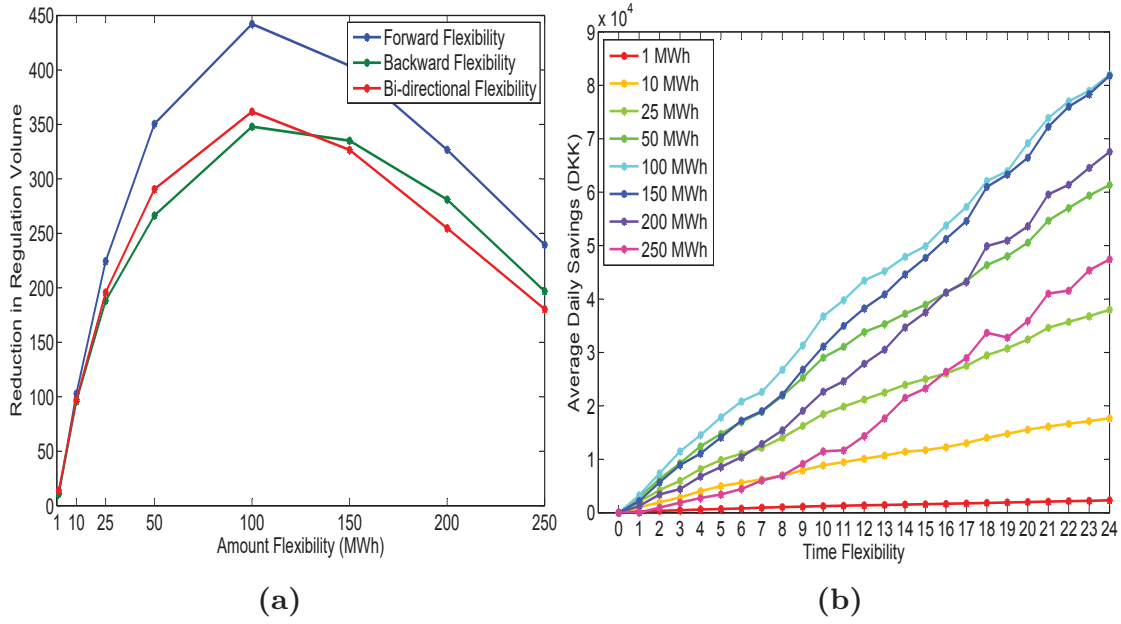 450
400
350
300
250
200
150
100
50
0
Reduction in Regulation Volume
Forward Flexibility
Backward Flexibility
Bi-directional Flexibility
1 10 25 50 100 150 200 250
Amount Flexibility (MWh)
(a)
x 10^4
9
8
7
6
5
4
3
2
1
0
Average Daily Savings (DKK)
1 MWh
10 MWh
25 MWh
50 MWh
100 MWh
150 MWh
200 MWh
250 MWh
0 1 2 3 4 5 6 7 8 9 10 11 12 13 14 15 16 17 18 19 20 21 22 23 24
Time Flexibility
(b)